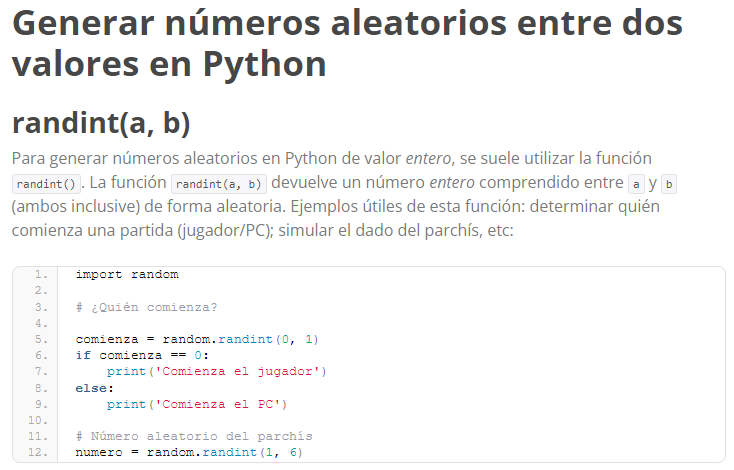 Generar números aleatorios entre dos
valores en Python
randint(a, b)
Para generar números aleatorios en Python de valor entero, se suele utilizar la función
randint(). La función randint(a, b) devuelve un número entero comprendido entre a y b
(ambos inclusive) de forma aleatoria. Ejemplos útiles de esta función: determinar quién
comienza una partida (jugador/PC); simular el dado del parchís, etc:
1. import random
2.
3. # ¿Quién comienza?
4.
5. comienza = random.randint(0, 1)
6. if comienza == 0:
7.     print('Comienza el jugador')
8. else:
9.     print('Comienza el PC')
10.
11. # Número aleatorio del parchís
12. numero = random.randint(1, 6)